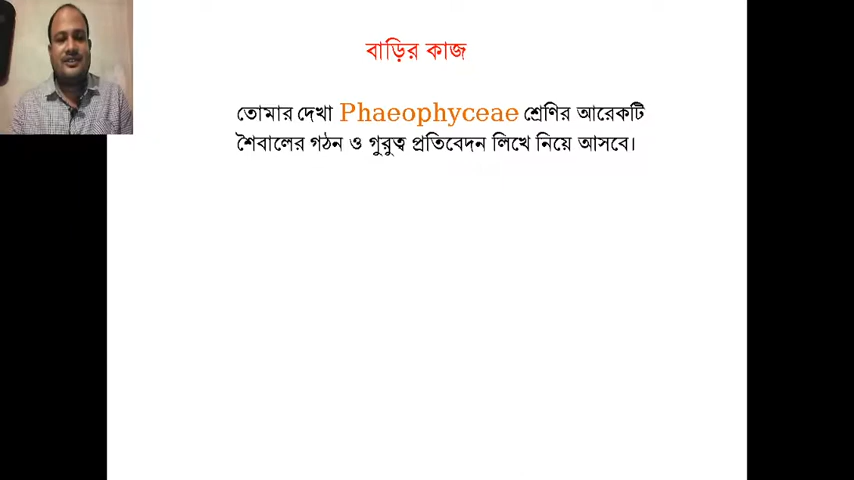 বাড়ির কাজ
তোমার দেখা Phaeophyceae শ্রেণির আরেকটি
শৈবালের গঠন ও গুরুত্ব প্রতিবেদন লিখে নিয়ে আসবে।